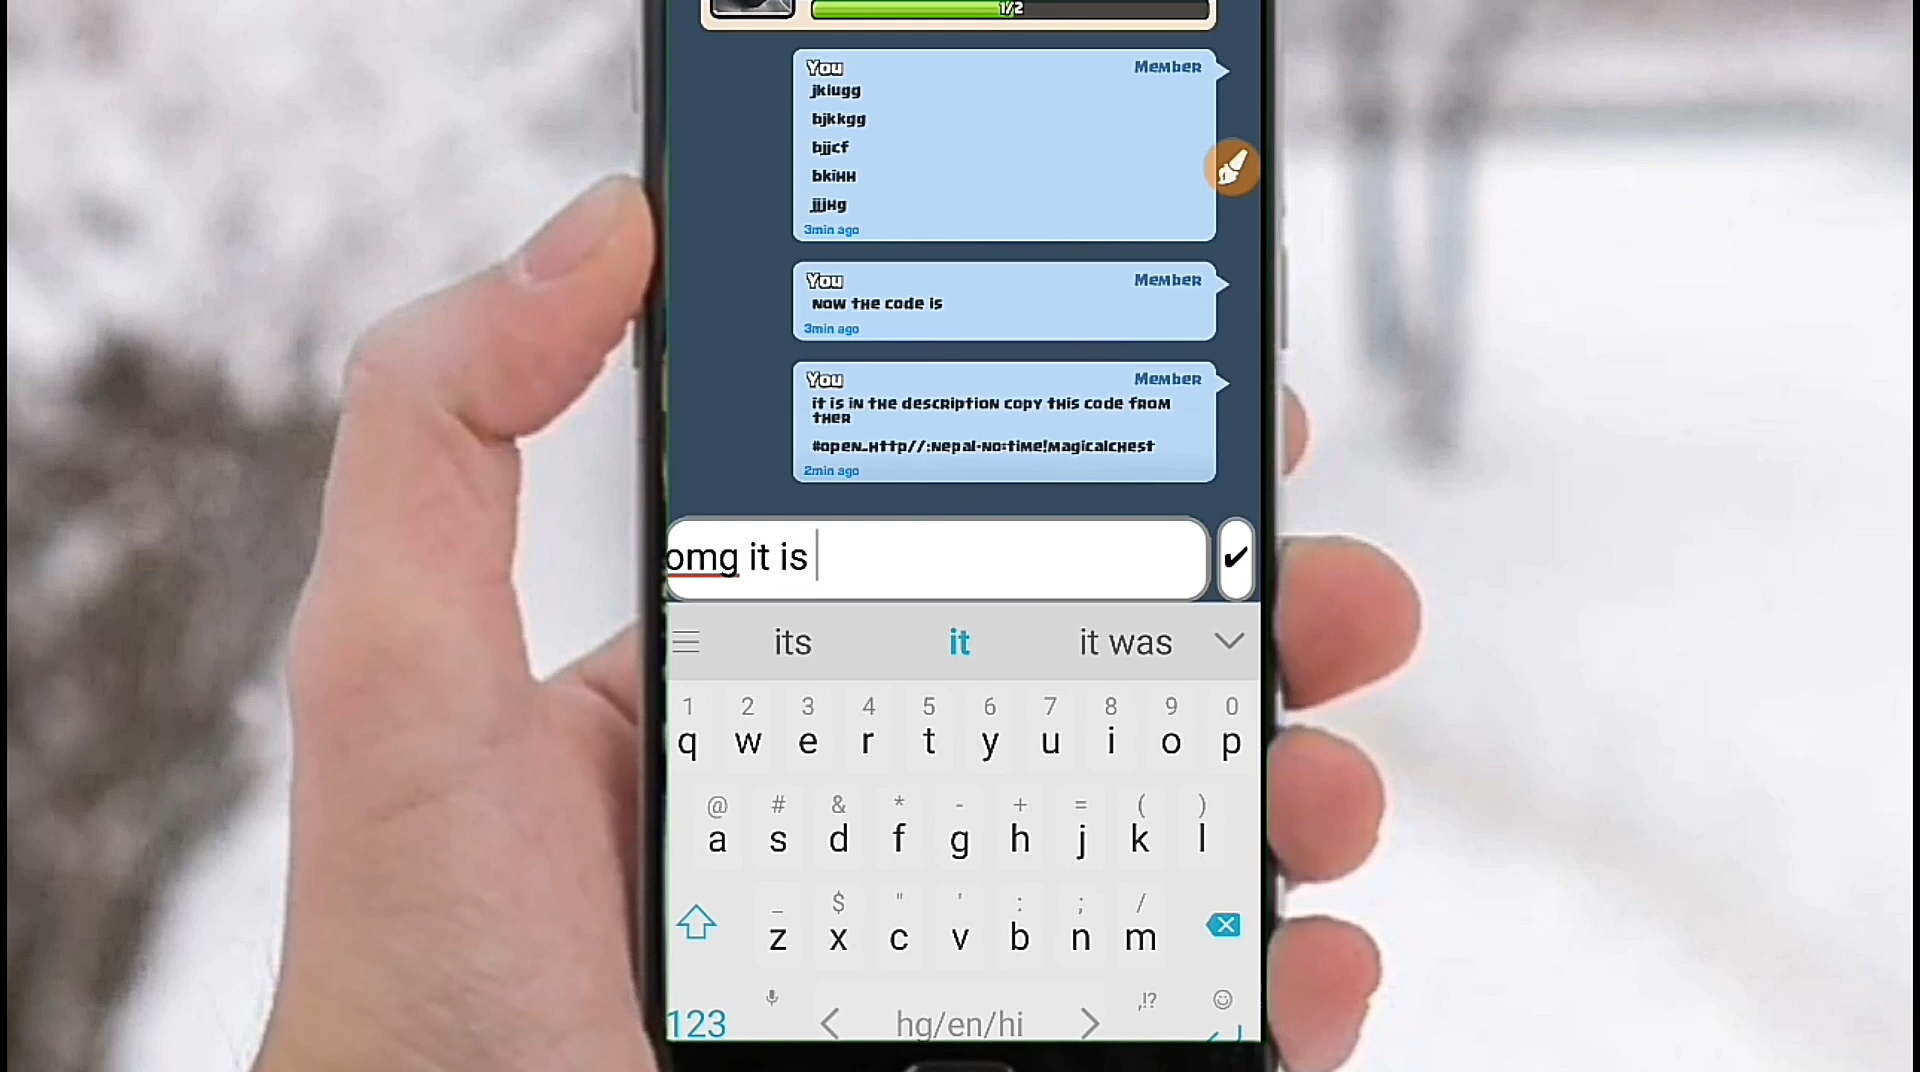 1/2
You Member
jkiugg
bjkkgg
bjjcf
bkihh
jjjhg
3min ago
You Member
now the code is
3min ago
You Member
it is in the description copy this code from
ther
#open_http//:nepal-no=time!magicalchest
2min ago
omg it is
✔
its it it was
1 2 3 4 5 6 7 8 9 0
q w e r t y u i o p
@ # & * - + = ( )
a s d f g h j k l
_ $ " ' : ; /
z x c v b n m
,!?
123 < hg/en/hi >